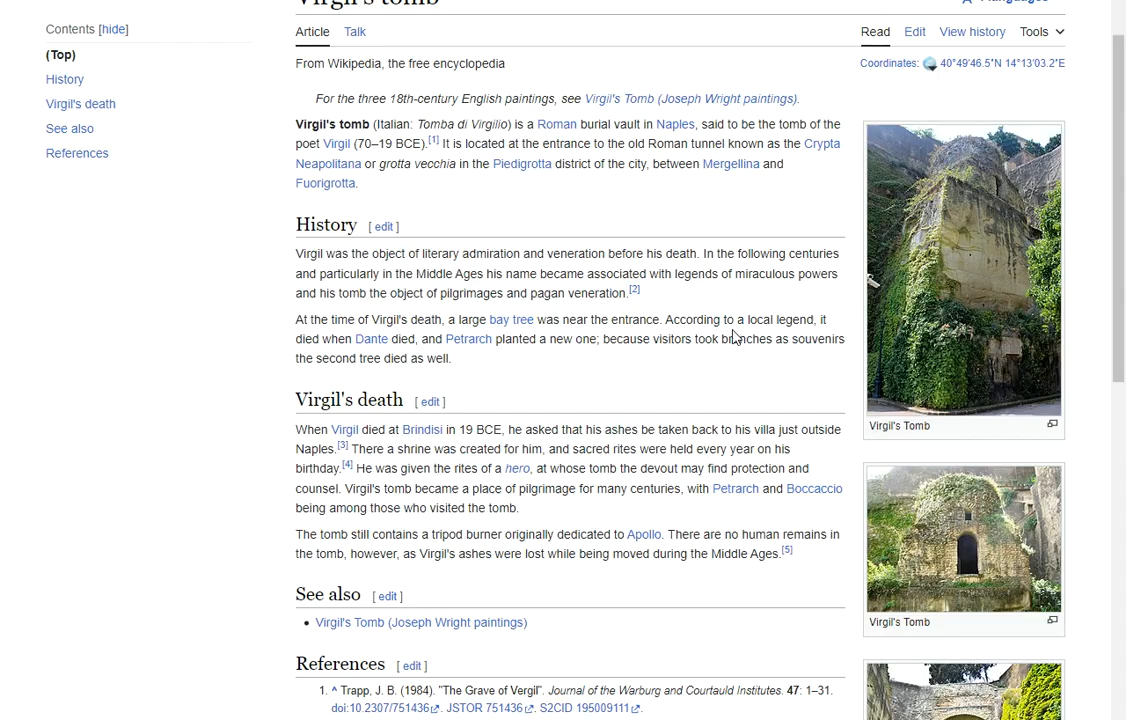 Virgil's tomb
languages
Contents [hide]
(Top)
History
Virgil's death
See also
References
Article Talk
Read Edit View history Tools
From Wikipedia, the free encyclopedia
Coordinates: 40°49′46.5″N 14°13′03.2″E
For the three 18th-century English paintings, see Virgil's Tomb (Joseph Wright paintings).
Virgil's tomb (Italian: Tomba di Virgilio) is a Roman burial vault in Naples, said to be the tomb of the
poet Virgil (70–19 BCE).[1] It is located at the entrance to the old Roman tunnel known as the Crypta
Neapolitana or grotta vecchia in the Piedigrotta district of the city, between Mergellina and
Fuorigrotta.
History [ edit ]
Virgil was the object of literary admiration and veneration before his death. In the following centuries
and particularly in the Middle Ages his name became associated with legends of miraculous powers
and his tomb the object of pilgrimages and pagan veneration.[2]
At the time of Virgil's death, a large bay tree was near the entrance. According to a local legend, it
died when Dante died, and Petrarch planted a new one; because visitors took branches as souvenirs
the second tree died as well.
Virgil's death [ edit ]
When Virgil died at Brindisi in 19 BCE, he asked that his ashes be taken back to his villa just outside
Naples.[3] There a shrine was created for him, and sacred rites were held every year on his
birthday.[4] He was given the rites of a hero, at whose tomb the devout may find protection and
counsel. Virgil's tomb became a place of pilgrimage for many centuries, with Petrarch and Boccaccio
being among those who visited the tomb.
The tomb still contains a tripod burner originally dedicated to Apollo. There are no human remains in
the tomb, however, as Virgil's ashes were lost while being moved during the Middle Ages.[5]
See also [ edit ]
• Virgil's Tomb (Joseph Wright paintings)
References [ edit ]
1. ^ Trapp, J. B. (1984). "The Grave of Vergil". Journal of the Warburg and Courtauld Institutes. 47: 1–31.
doi:10.2307/751436. JSTOR 751436. S2CID 195009111.
Virgil's Tomb
Virgil's Tomb